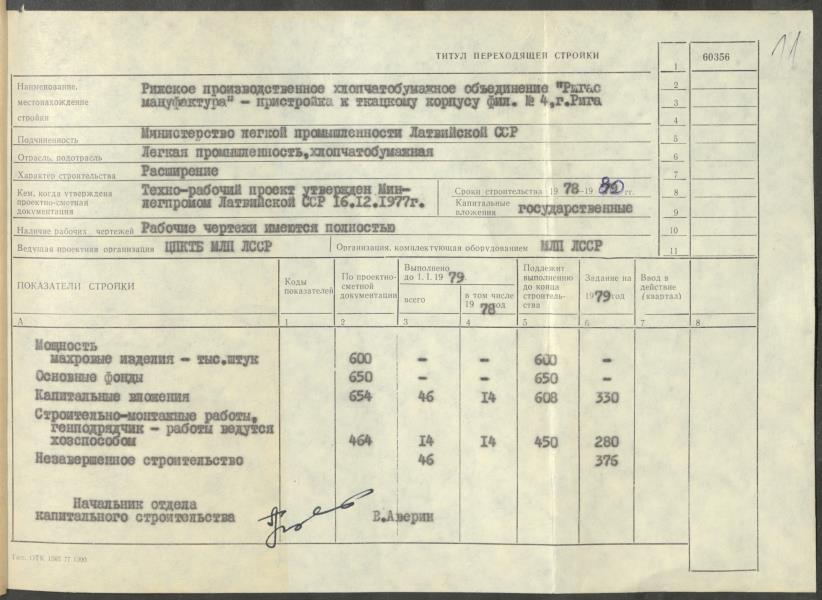 11
ТИТУЛ ПЕРЕХОДЯЩЕЙ СТРОЙКИ
1 60356
Наименование, местонахождение стройки
Рижское производственное хлопчатобумажное объединение "Ригас
мануфактура" - пристройка к ткацкому корпусу фил. № 4,г.Рига
2
3
4
Подчиненность Министерство легкой промышленности Латвийской ССР 5
Отрасль, подотрасль Легкая промышленность,хлопчатобумажная 6
Характер строительства Расширение 7
Кем, когда утверждена проектно-сметная документация
Техно-рабочий проект утвержден Мин-
легпромом Латвийской ССР 16.12.1977г.
Сроки строительства 19 78-19 80 гг. 8
Капитальные вложения государственные 9
Наличие рабочих чертежей Рабочие чертежи имеются полностью 10
Ведущая проектная организация ЦПКТБ МЛП ЛССР Организация, комплектующая оборудованием МЛП ЛССР 11
ПОКАЗАТЕЛИ СТРОЙКИ
Коды показателей
По проектно-сметной документации
Выполнено до 1.I.19 79.
всего
в том числе 19 78 од
Подлежит выполнению до конца строитель-ства
Задание на 1979 год
Ввод в действие (квартал)
А 1 2 3 4 5 6 7 8
Мощность
махровые изделия - тыс.штук 600 - - 600 -
Основные фонды 650 - - 650 -
Капитальные вложения 654 46 14 608 330
Строительно-монтажные работы,
генподрядчик - работы ведутся
хозспособом 464 14 14 450 280
Незавершенное строительство 46 376
Начальник отдела
капитального строительства В.Аверин